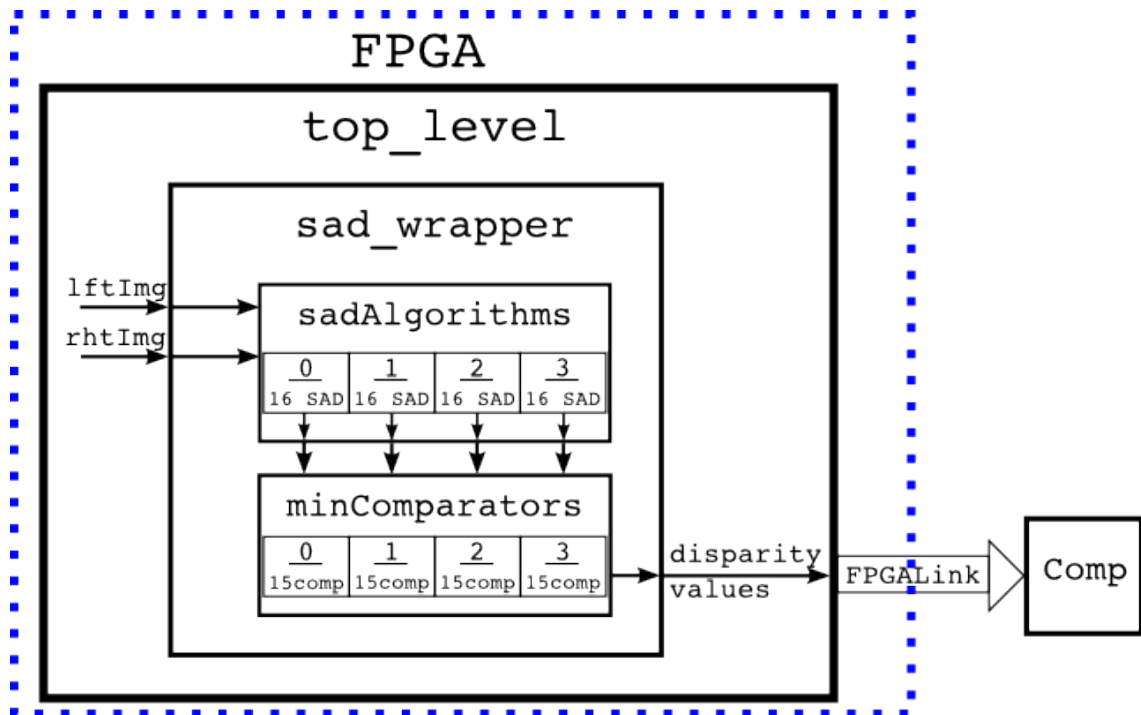 FPGA
top_level
sad_wrapper
lftImg
rhtImg
sadAlgorithms
0 1 2 3
16 SAD 16 SAD 16 SAD 16 SAD
minComparators
0 1 2 3
15comp 15comp 15comp 15comp
disparity
values
FPGALink
Comp